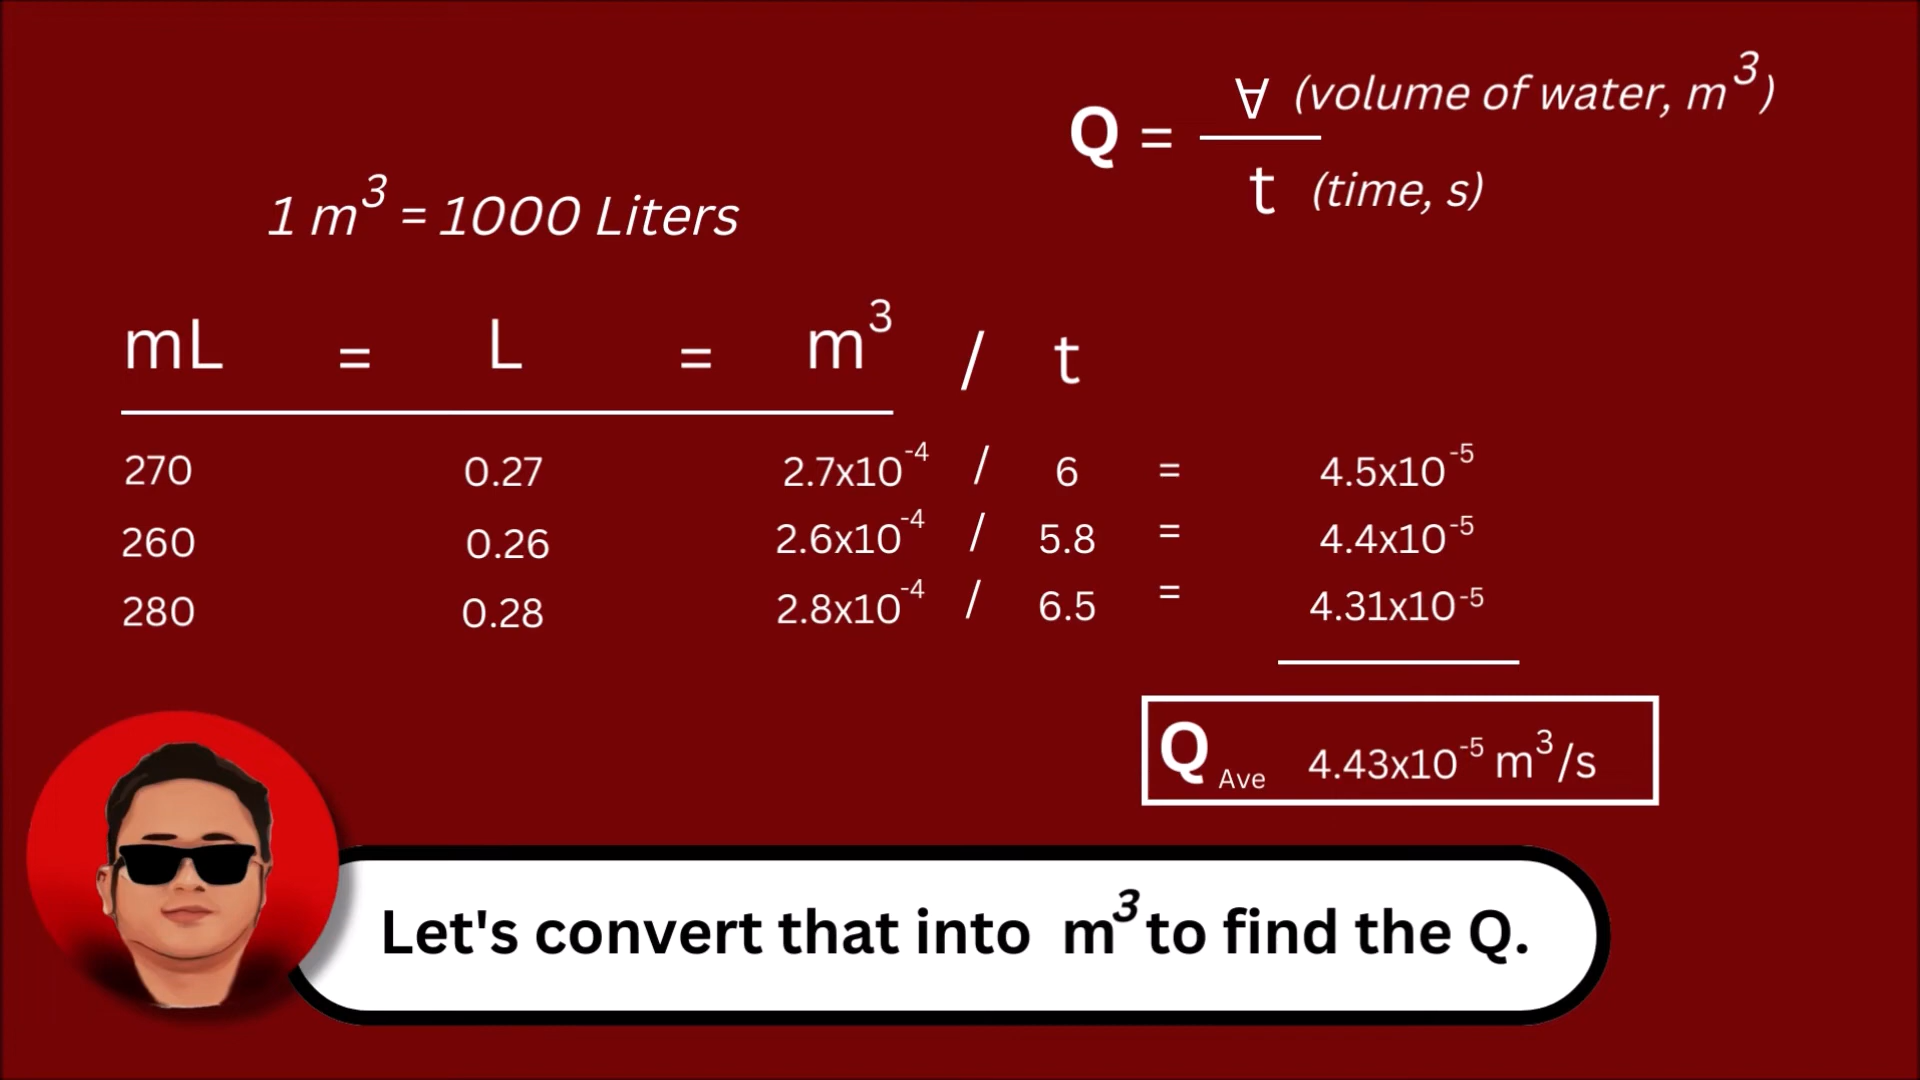 Q = ∀ (volume of water, m³)
t (time, s)
1 m³ = 1000 Liters
mL = L = m³ / t
270 0.27 2.7x10⁻⁴ / 6 = 4.5x10⁻⁵
260 0.26 2.6x10⁻⁴ / 5.8 = 4.4x10⁻⁵
280 0.28 2.8x10⁻⁴ / 6.5 = 4.31x10⁻⁵
Q Ave 4.43x10⁻⁵ m³/s
Let's convert that into m³ to find the Q.